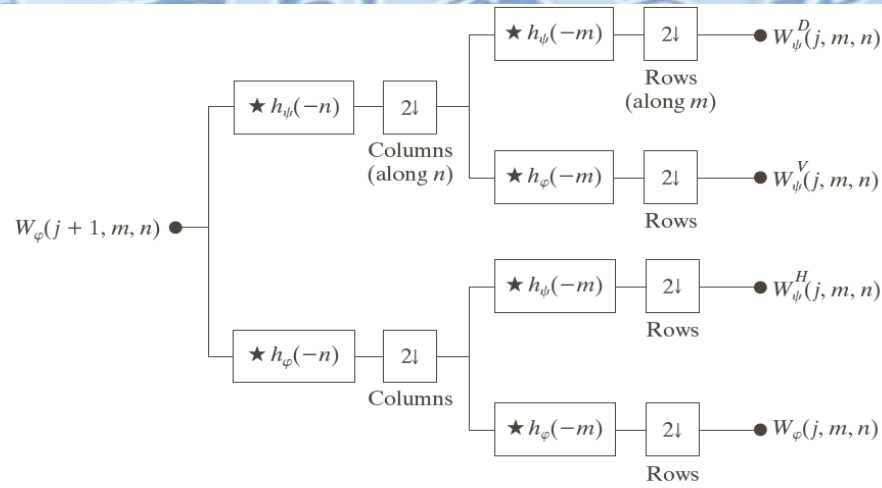 ★ h_ψ(−m) 2↓ W_ψ^D(j, m, n)
Rows
(along m)
★ h_ψ(−n) 2↓
Columns
(along n)
★ h_φ(−m) 2↓ W_ψ^V(j, m, n)
Rows
W_φ(j + 1, m, n)
★ h_ψ(−m) 2↓ W_ψ^H(j, m, n)
Rows
★ h_φ(−n) 2↓
Columns
★ h_φ(−m) 2↓ W_φ(j, m, n)
Rows